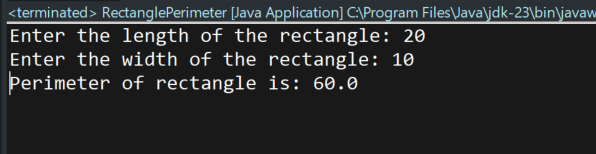 <terminated> RectanglePerimeter [Java Application] C:\Program Files\Java\jdk-23\bin\javaw
Enter the length of the rectangle: 20
Enter the width of the rectangle: 10
Perimeter of rectangle is: 60.0